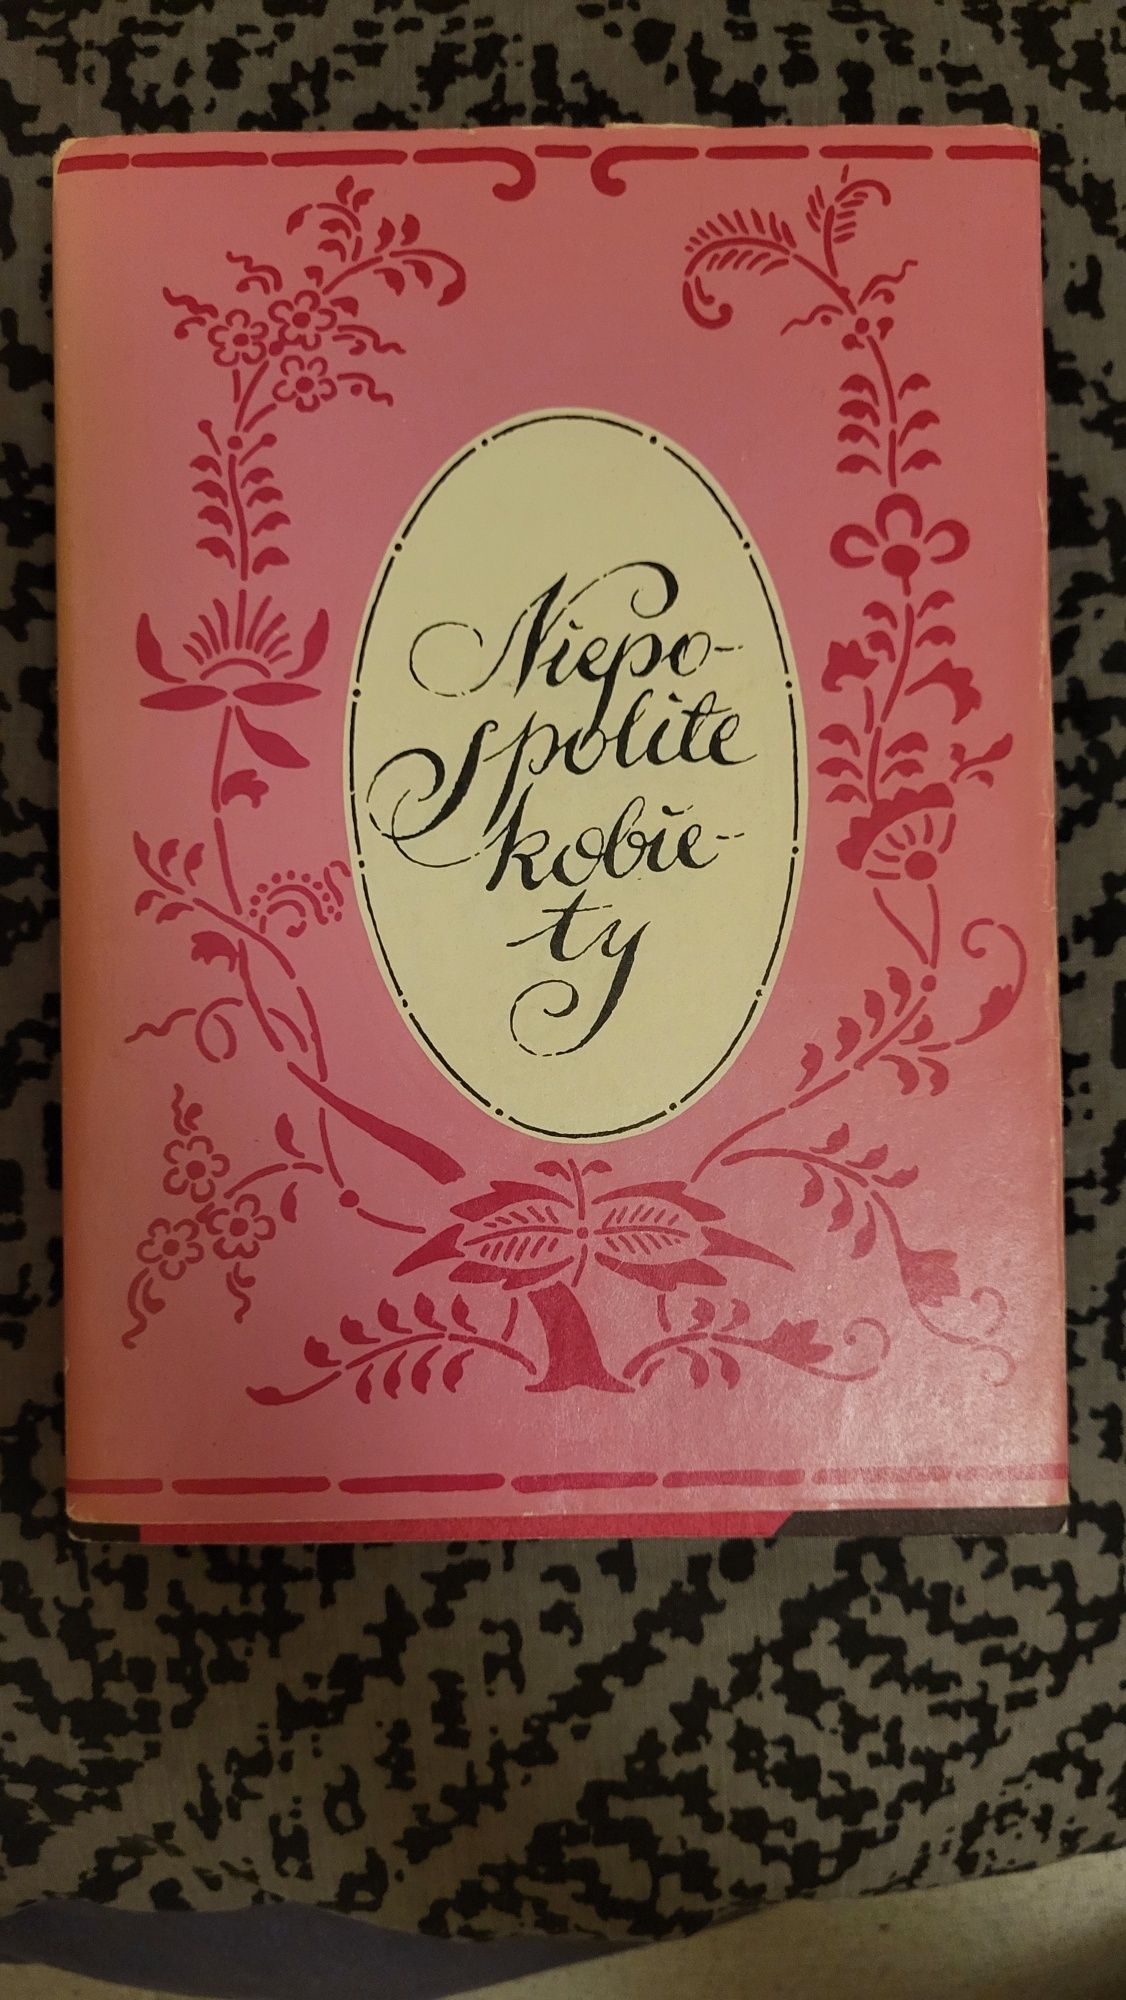 Niepo-
spolite
kobie-
ty